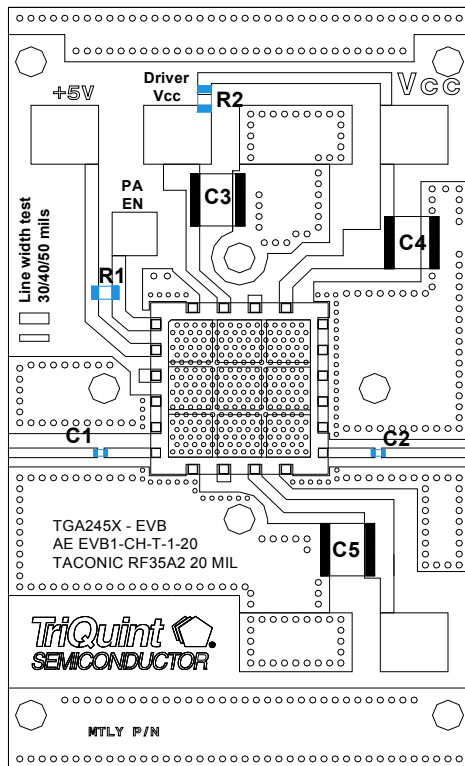 Driver
Vcc
Vcc
+5V
R2
PA
EN
C3
C4
Line width test
30/40/50 mils
R1
C1
C2
TGA245X - EVB
AE EVB1-CH-T-1-20
TACONIC RF35A2 20 MIL
C5
TriQuint
SEMICONDUCTOR
MTLY P/N